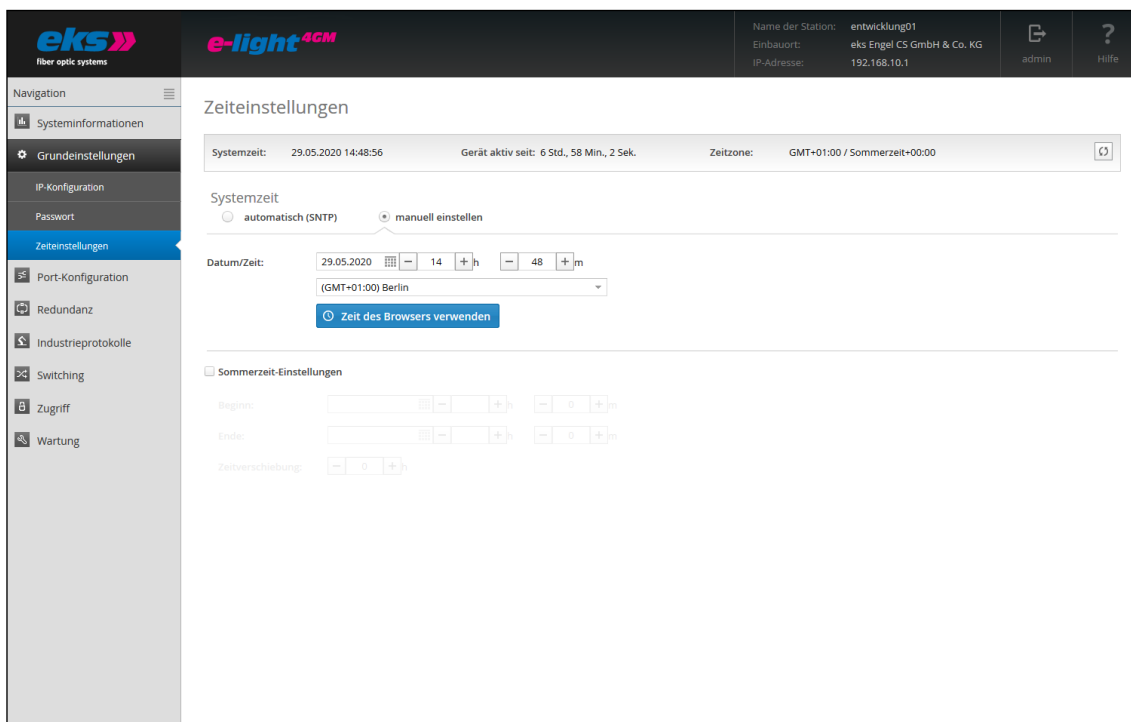 eks
fiber optic systems
e-light 4GM
Name der Station: entwicklung01
Einbauort: eks Engel CS GmbH & Co. KG
IP-Adresse: 192.168.10.1
admin
? Hilfe
Navigation
Systeminformationen
Grundeinstellungen
IP-Konfiguration
Passwort
Zeiteinstellungen
Port-Konfiguration
Redundanz
Industrieprotokolle
Switching
Zugriff
Wartung
Zeiteinstellungen
Systemzeit: 29.05.2020 14:48:56 Gerät aktiv seit: 6 Std., 58 Min., 2 Sek. Zeitzone: GMT+01:00 / Sommerzeit+00:00
Systemzeit
automatisch (SNTP) manuell einstellen
Datum/Zeit: 29.05.2020 − 14 + h − 48 + m
(GMT+01:00) Berlin
Zeit des Browsers verwenden
Sommerzeit-Einstellungen
Beginn: − + h − 0 + m
Ende: − + h − 0 + m
Zeitverschiebung: − 0 + h